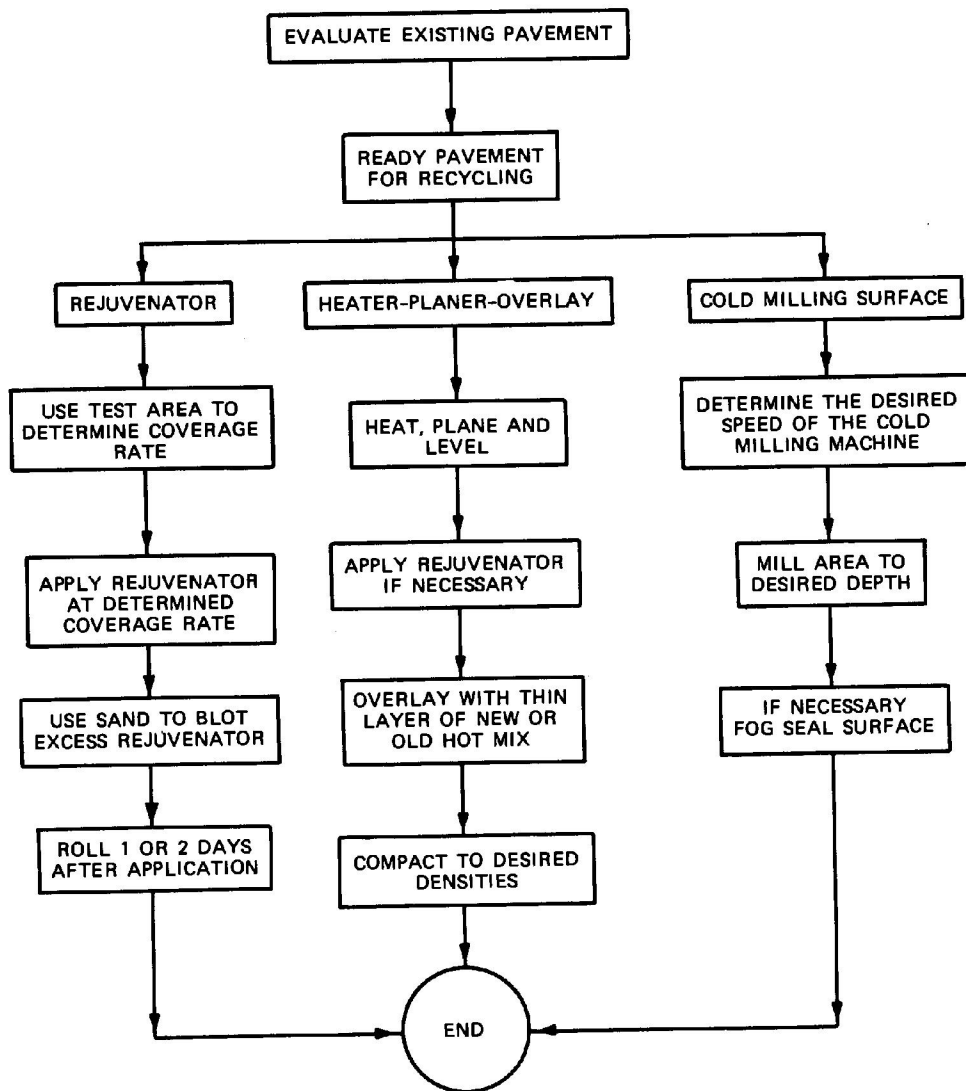 EVALUATE EXISTING PAVEMENT
READY PAVEMENT
FOR RECYCLING
REJUVENATOR
HEATER-PLANER-OVERLAY
COLD MILLING SURFACE
USE TEST AREA TO
DETERMINE COVERAGE
RATE
HEAT, PLANE AND
LEVEL
DETERMINE THE DESIRED
SPEED OF THE COLD
MILLING MACHINE
APPLY REJUVENATOR
AT DETERMINED
COVERAGE RATE
APPLY REJUVENATOR
IF NECESSARY
MILL AREA TO
DESIRED DEPTH
USE SAND TO BLOT
EXCESS REJUVENATOR
OVERLAY WITH THIN
LAYER OF NEW OR
OLD HOT MIX
IF NECESSARY
FOG SEAL SURFACE
ROLL 1 OR 2 DAYS
AFTER APPLICATION
COMPACT TO DESIRED
DENSITIES
END